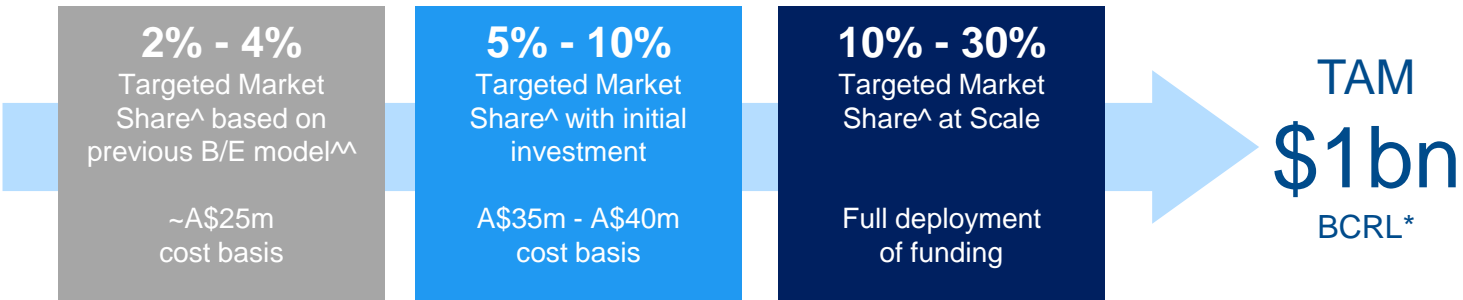 2% - 4%
Targeted Market
Share^ based on
previous B/E model^^
~A$25m
cost basis
5% - 10%
Targeted Market
Share^ with initial
investment
A$35m - A$40m
cost basis
10% - 30%
Targeted Market
Share^ at Scale
Full deployment
of funding
TAM
$1bn
BCRL*